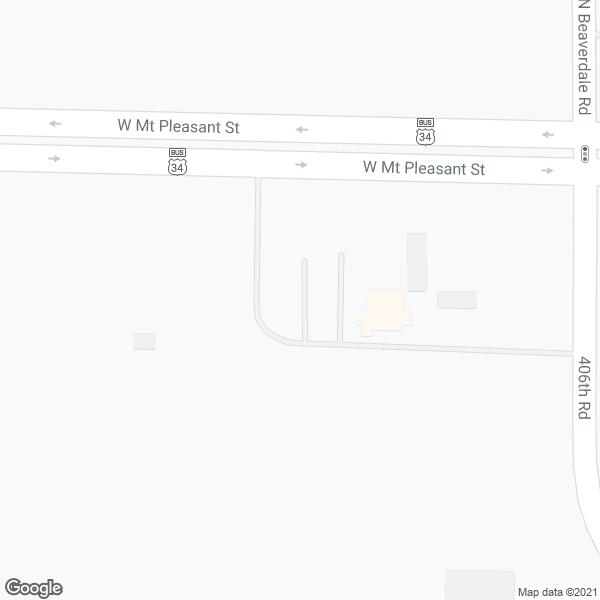 N Beaverdale Rd
W Mt Pleasant St
BUS
34
BUS
34
W Mt Pleasant St
406th Rd
Google
Map data ©2021